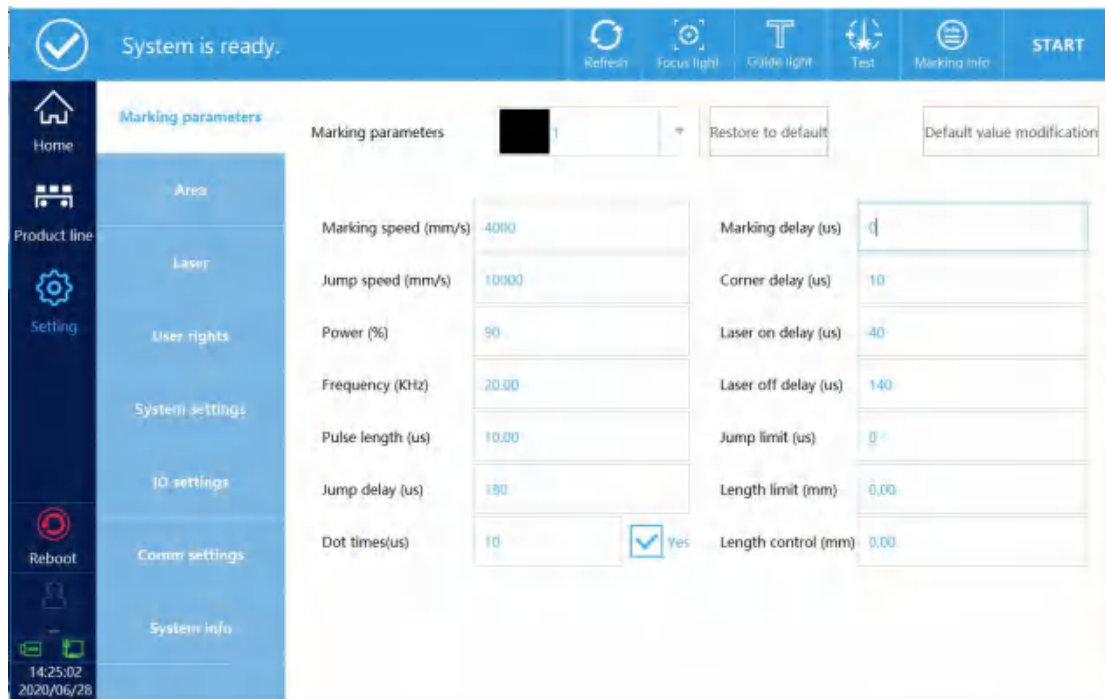 System is ready.
Refresh
Focus light
Guide light
Test
Marking info
START
Home
Product line
Setting
Reboot
14:25:02
2020/06/28
Marking parameters
Area
Laser
User rights
System settings
IO settings
Comm settings
System info
Marking parameters 1 Restore to default Default value modification
Marking speed (mm/s) 4000 Marking delay (us) 0
Jump speed (mm/s) 10000 Corner delay (us) 10
Power (%) 90 Laser on delay (us) -40
Frequency (KHz) 20.00 Laser off delay (us) 140
Pulse length (us) 10.00 Jump limit (us) 0
Jump delay (us) Length limit (mm) 0.00
Dot times(us) 10 Yes Length control (mm) 0.00